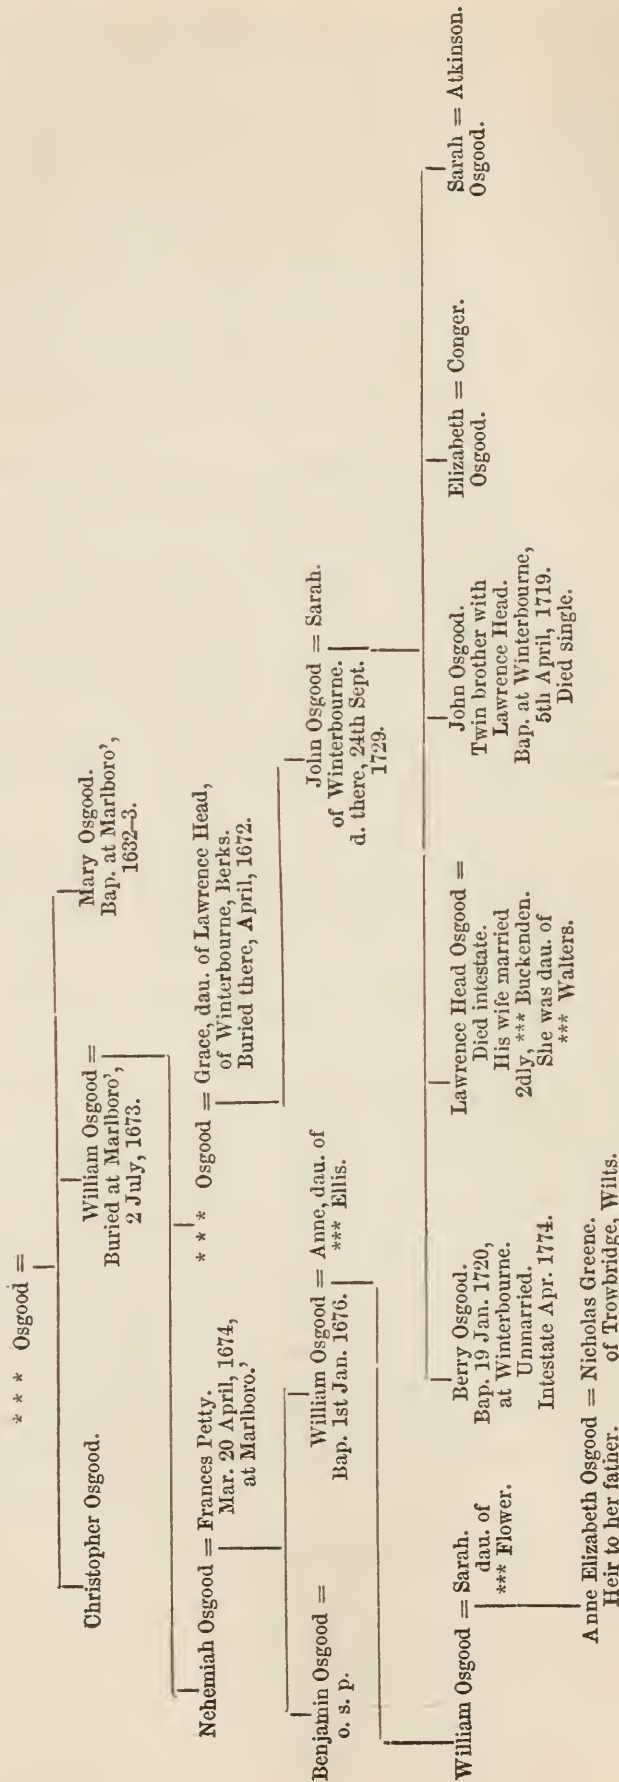 * * * Osgood =
Christopher Osgood.
William Osgood =
Buried at Marlboro',
2 July, 1673.
Mary Osgood.
Bap. at Marlboro',
1632–3.
Nehemiah Osgood = Frances Petty.
Mar. 20 April, 1674,
at Marlboro.'
* * * Osgood = Grace, dau. of Lawrence Head,
of Winterbourne, Berks.
Buried there, April, 1672.
Benjamin Osgood =
o. s. p.
William Osgood = Anne, dau. of
Bap. 1st Jan. 1676. *** Ellis.
John Osgood = Sarah.
of Winterbourne.
d. there, 24th Sept.
1729.
William Osgood = Sarah.
dau. of
*** Flower.
Berry Osgood.
Bap. 19 Jan. 1720,
at Winterbourne.
Unmarried.
Intestate Apr. 1774.
Lawrence Head Osgood =
Died intestate.
His wife married
2dly, *** Buckenden.
She was dau. of
*** Walters.
John Osgood.
Twin brother with
Lawrence Head.
Bap. at Winterbourne,
5th April, 1719.
Died single.
Elizabeth = Conger.
Osgood.
Sarah = Atkinson.
Osgood.
Anne Elizabeth Osgood = Nicholas Greene.
Heir to her father. of Trowbridge, Wilts.